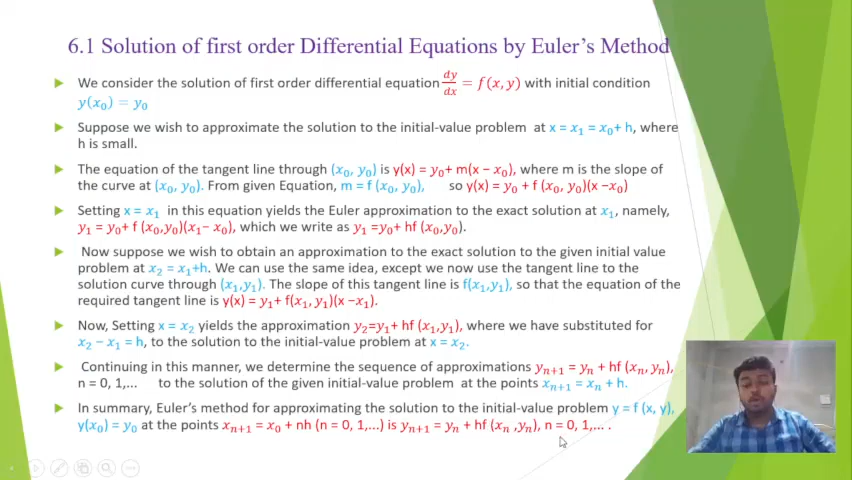 6.1 Solution of first order Differential Equations by Euler's Method
We consider the solution of first order differential equation dy/dx = f(x, y) with initial condition
y(x₀) = y₀
Suppose we wish to approximate the solution to the initial-value problem at x = x₁ = x₀+ h, where
h is small.
The equation of the tangent line through (x₀, y₀) is y(x) = y₀+ m(x − x₀), where m is the slope of
the curve at (x₀, y₀). From given Equation, m = f (x₀, y₀), so y(x) = y₀ + f (x₀, y₀)(x −x₀)
Setting x = x₁ in this equation yields the Euler approximation to the exact solution at x₁, namely,
y₁ = y₀+ f (x₀,y₀)(x₁− x₀), which we write as y₁ =y₀+ hf (x₀,y₀).
Now suppose we wish to obtain an approximation to the exact solution to the given initial value
problem at x₂ = x₁+h. We can use the same idea, except we now use the tangent line to the
solution curve through (x₁,y₁). The slope of this tangent line is f(x₁,y₁), so that the equation of the
required tangent line is y(x) = y₁+ f(x₁, y₁)(x −x₁).
Now, Setting x = x₂ yields the approximation y₂=y₁+ hf (x₁,y₁), where we have substituted for
x₂ − x₁ = h, to the solution to the initial-value problem at x = x₂.
Continuing in this manner, we determine the sequence of approximations yₙ₊₁ = yₙ + hf (xₙ, yₙ),
n = 0, 1,... to the solution of the given initial-value problem at the points xₙ₊₁ = xₙ + h.
In summary, Euler's method for approximating the solution to the initial-value problem y = f (x, y),
y(x₀) = y₀ at the points xₙ₊₁ = x₀ + nh (n = 0, 1,...) is yₙ₊₁ = yₙ + hf (xₙ ,yₙ), n = 0, 1,... .